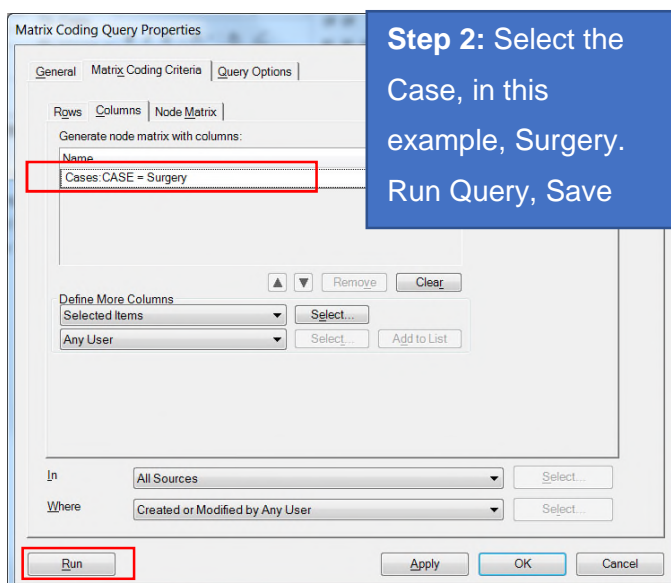 Matrix Coding Query Properties
General Matrix Coding Criteria Query Options
Rows Columns Node Matrix
Generate node matrix with columns:
Name
Cases:CASE = Surgery
Remove Clear
Define More Columns
Selected Items Select...
Any User Select... Add to List
In All Sources Select...
Where Created or Modified by Any User Select...
Run Apply OK Cancel
Step 2: Select the
Case, in this
example, Surgery.
Run Query, Save